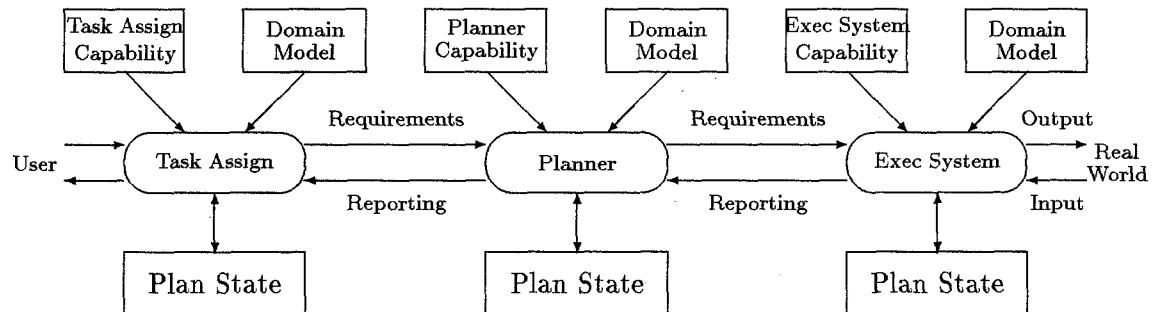 Task Assign
Capability
Domain
Model
Planner
Capability
Domain
Model
Exec System
Capability
Domain
Model
Requirements
Requirements
Output
User
Task Assign
Planner
Exec System
Real
World
Reporting
Reporting
Input
Plan State
Plan State
Plan State